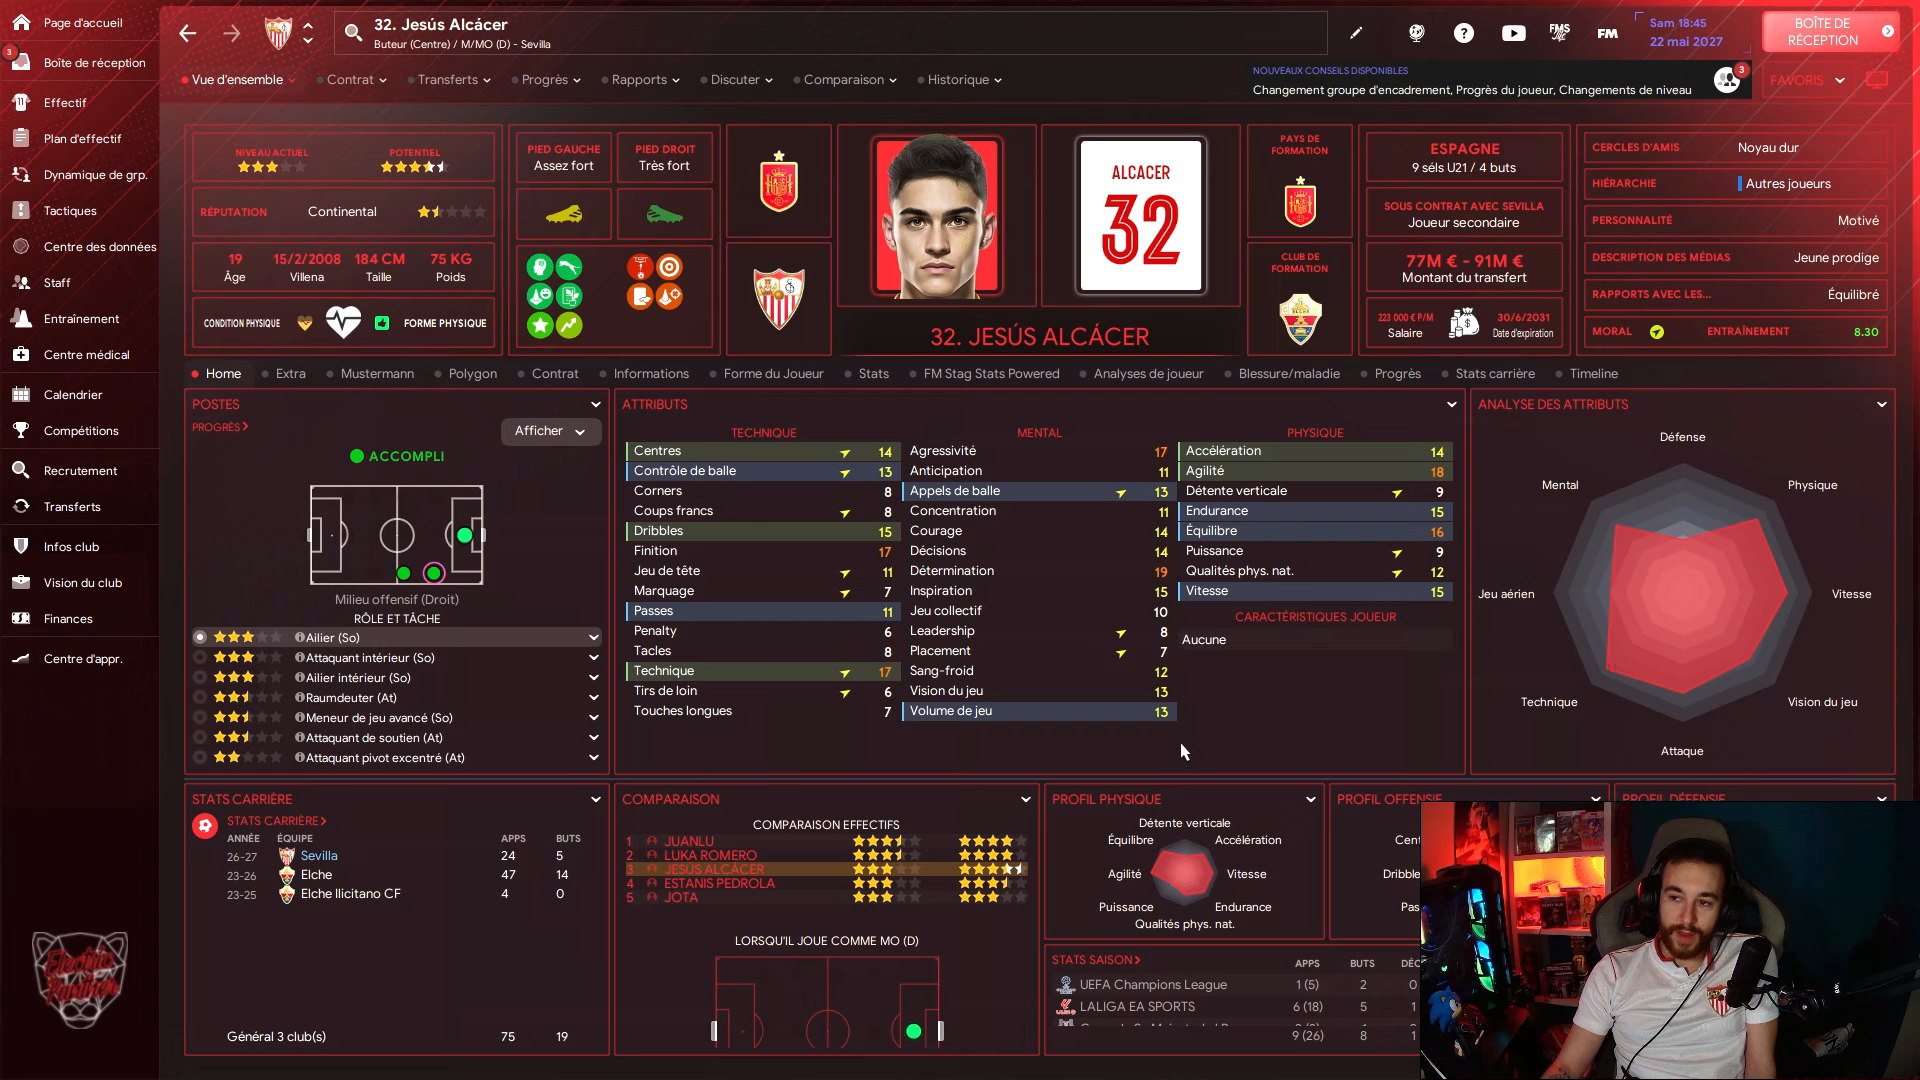 Page d'accueil
3
Boîte de réception
Effectif
Plan d'effectif
Dynamique de grp.
Tactiques
Centre des données
Staff
Entraînement
Centre médical
Calendrier
Compétitions
Recrutement
Transferts
Infos club
Vision du club
Finances
Centre d'appr.
32. Jesús Alcácer
Buteur (Centre) / M/MO (D) - Sevilla
FMS
FM
Sam 18:45
22 mai 2027
BOÎTE DE RÉCEPTION
Vue d'ensemble
Contrat
Transferts
Progrès
Rapports
Discuter
Comparaison
Historique
NOUVEAUX CONSEILS DISPONIBLES
Changement groupe d'encadrement, Progrès du joueur, Changements de niveau
3
FAVORIS
NIVEAU ACTUEL
POTENTIEL
RÉPUTATION Continental
19 15/2/2008 184 CM 75 KG
Âge Villena Taille Poids
CONDITION PHYSIQUE FORME PHYSIQUE
PIED GAUCHE
Assez fort
PIED DROIT
Très fort
ALCACER
32
32. JESÚS ALCÁCER
PAYS DE FORMATION
CLUB DE FORMATION
ESPAGNE
9 séls U21 / 4 buts
SOUS CONTRAT AVEC SEVILLA
Joueur secondaire
77M € - 91M €
Montant du transfert
223 000 € P/M
Salaire
30/6/2031
Date d'expiration
CERCLES D'AMIS Noyau dur
HIÉRARCHIE Autres joueurs
PERSONNALITÉ Motivé
DESCRIPTION DES MÉDIAS Jeune prodige
RAPPORTS AVEC LES... Équilibré
MORAL ENTRAÎNEMENT 8.30
Home
Extra
Mustermann
Polygon
Contrat
Informations
Forme du Joueur
Stats
FM Stag Stats Powered
Analyses de joueur
Blessure/maladie
Progrès
Stats carrière
Timeline
POSTES
PROGRÈS
Afficher
ACCOMPLI
Milieu offensif (Droit)
RÔLE ET TÂCHE
Ailier (So)
Attaquant intérieur (So)
Ailier intérieur (So)
Raumdeuter (At)
Meneur de jeu avancé (So)
Attaquant de soutien (At)
Attaquant pivot excentré (At)
ATTRIBUTS
TECHNIQUE
Centres 14
Contrôle de balle 13
Corners 8
Coups francs 8
Dribbles 15
Finition 17
Jeu de tête 11
Marquage 7
Passes 11
Penalty 6
Tacles 8
Technique 17
Tirs de loin 6
Touches longues 7
MENTAL
Agressivité 17
Anticipation 11
Appels de balle 13
Concentration 11
Courage 14
Décisions 14
Détermination 19
Inspiration 15
Jeu collectif 10
Leadership 8
Placement 7
Sang-froid 12
Vision du jeu 13
Volume de jeu 13
PHYSIQUE
Accélération 14
Agilité 18
Détente verticale 9
Endurance 15
Équilibre 16
Puissance 9
Qualités phys. nat. 12
Vitesse 15
CARACTÉRISTIQUES JOUEUR
Aucune
ANALYSE DES ATTRIBUTS
Défense
Mental
Physique
Jeu aérien
Vitesse
Technique
Vision du jeu
Attaque
STATS CARRIÈRE
STATS CARRIÈRE
ANNÉE ÉQUIPE APPS BUTS
26-27 Sevilla 24 5
23-26 Elche 47 14
23-25 Elche Ilicitano CF 4 0
Général 3 club(s) 75 19
COMPARAISON
COMPARAISON EFFECTIFS
1 JUANLU
2 LUKA ROMERO
3 JESÚS ALCÁCER
4 ESTANIS PEDROLA
5 JOTA
LORSQU'IL JOUE COMME MO (D)
PROFIL PHYSIQUE
Détente verticale
Équilibre
Accélération
Agilité
Vitesse
Puissance
Endurance
Qualités phys. nat.
PROFIL OFFENSIF
Cent
Dribble
Pas
PROFIL DÉFENSIF
STATS SAISON
APPS BUTS DÉC
UEFA Champions League 1 (5) 2 0
LALIGA EA SPORTS 6 (18) 5 1
9 (26) 8 1
Electric Panther